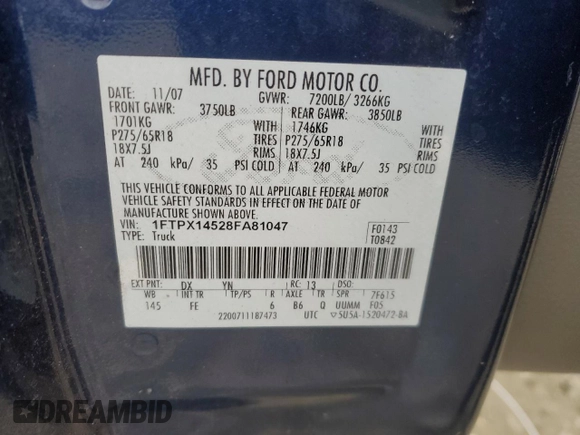 MFD. BY FORD MOTOR CO.
DATE: 11/07 GVWR: 7200LB/ 3266KG
FRONT GAWR: 3750LB REAR GAWR: 3850LB
1701KG WITH 1746KG WITH
P275/65R18 TIRES P275/65R18 TIRES
18X7.5J RIMS 18X7.5J RIMS
AT 240 kPa/ 35 PSI COLD AT 240 kPa/ 35 PSI COLD
THIS VEHICLE CONFORMS TO ALL APPLICABLE FEDERAL MOTOR
VEHICLE SAFETY STANDARDS IN EFFECT ON THE DATE OF
MANUFACTURE SHOWN ABOVE.
VIN: 1FTPX14528FA81047 F0143
TYPE: Truck T0842
EXT PNT: DX YN RC: 13 DSO:
WB INT TR TP/PS R AXLE TR SPR 7F615
145 FE 6 B6 Q UUMM F05
2200711187473 UTC ▽5U5A-1520472-BA
DREAMBID